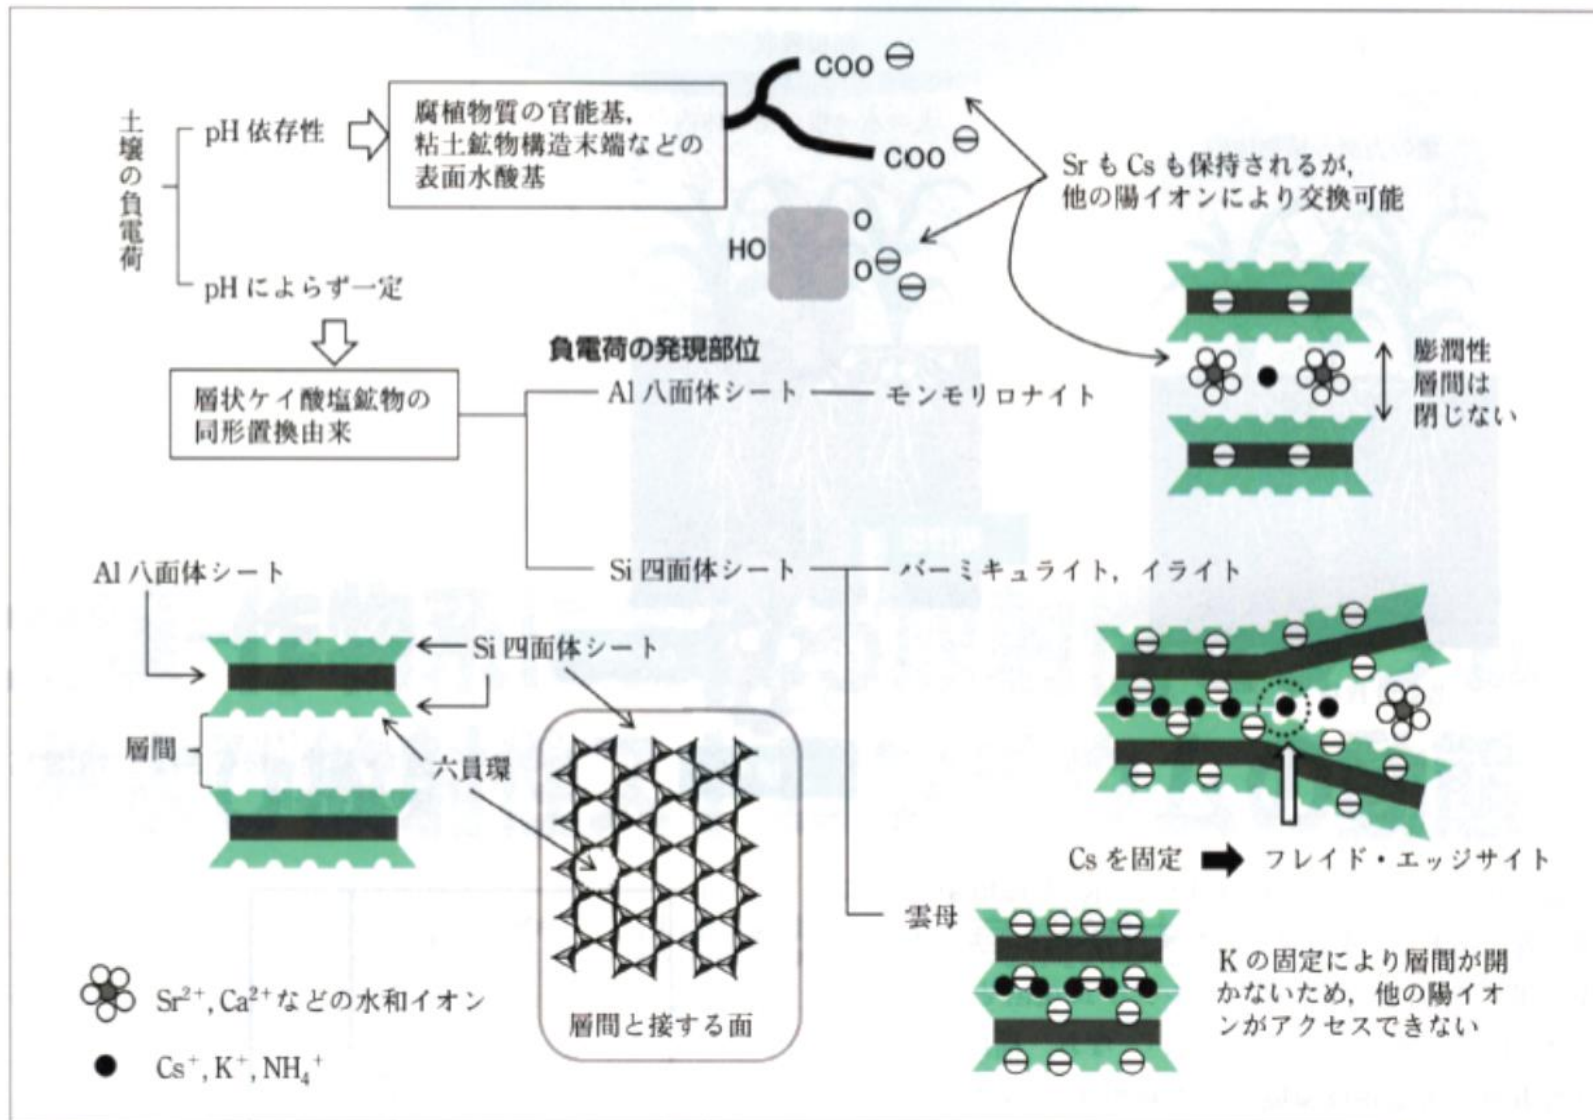 土壌の負電荷
pH 依存性
腐植物質の官能基,
粘土鉱物構造末端などの
表面水酸基
COO ⊖
COO ⊖
Sr も Cs も保持されるが,
他の陽イオンにより交換可能
HO
O
O ⊖
⊖
pH によらず一定
層状ケイ酸塩鉱物の
同形置換由来
負電荷の発現部位
Al 八面体シート
モンモリロナイト
膨潤性
層間は
閉じない
Si 四面体シート
バーミキュライト, イライト
Al 八面体シート
Si 四面体シート
層間
六員環
層間と接する面
Cs を固定
フレイド・エッジサイト
雲母
K の固定により層間が開
かないため, 他の陽イオ
ンがアクセスできない
Sr²⁺, Ca²⁺などの水和イオン
Cs⁺, K⁺, NH₄⁺